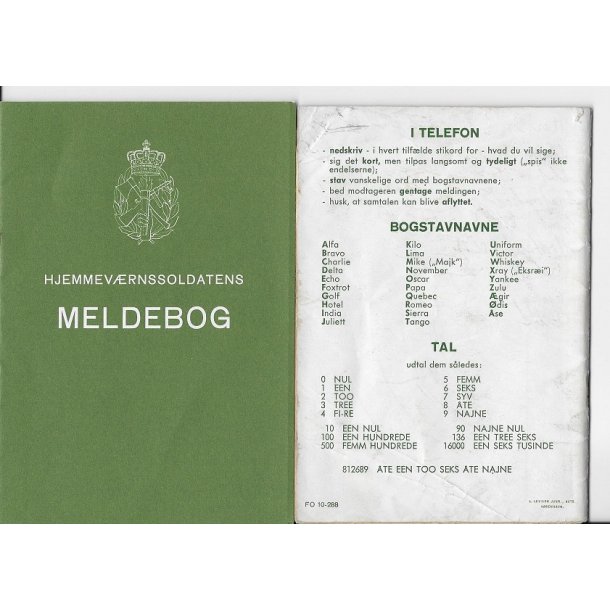 HJEMMEVÆRNSSOLDATENS
MELDEBOG
I TELEFON
- nedskriv - i hvert tilfælde stikord for - hvad du vil sige;
- sig det kort, men tilpas langsomt og tydeligt („spis" ikke
endelserne);
- stav vanskelige ord med bogstavnavnene;
- bed modtageren gentage meldingen;
- husk, at samtalen kan blive aflyttet.
BOGSTAVNAVNE
Alfa Kilo Uniform
Bravo Lima Victor
Charlie Mike („Majk") Whiskey
Delta November Xray („Eksræi")
Echo Oscar Yankee
Foxtrot Papa Zulu
Golf Quebec Ægir
Hotel Romeo Ødis
India Sierra Åse
Juliett Tango
TAL
udtal dem således:
0 NUL 5 FEMM
1 EEN 6 SEKS
2 TOO 7 SYV
3 TREE 8 ATE
4 FI-RE 9 NAJNE
10 EEN NUL 90 NAJNE NUL
100 EEN HUNDREDE 136 EEN TREE SEKS
500 FEMM HUNDREDE 16000 EEN SEKS TUSINDE
812689 ATE EEN TOO SEKS ATE NAJNE
FO 10-288
KØBENHAVN.